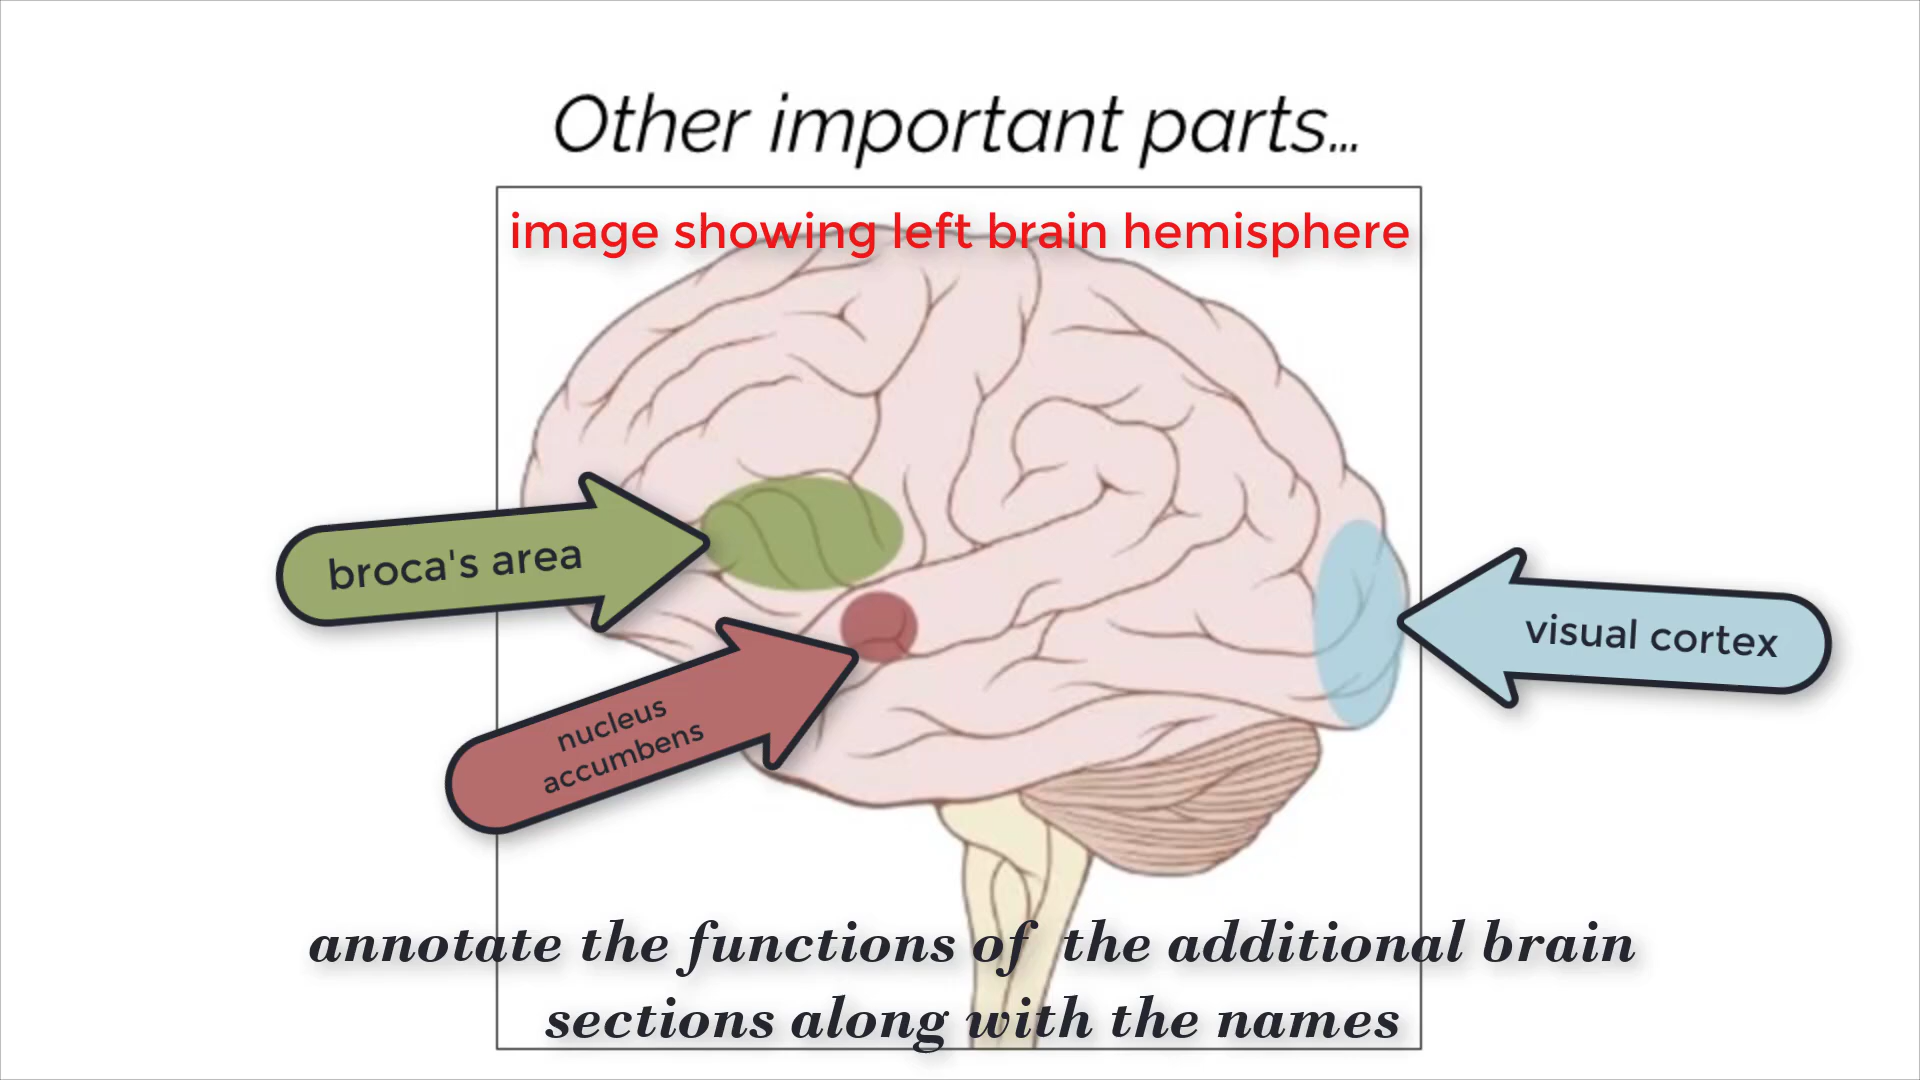 Other important parts...
image showing left brain hemisphere
broca's area
visual cortex
nucleus
accumbens
annotate the functions of the additional brain
sections along with the names